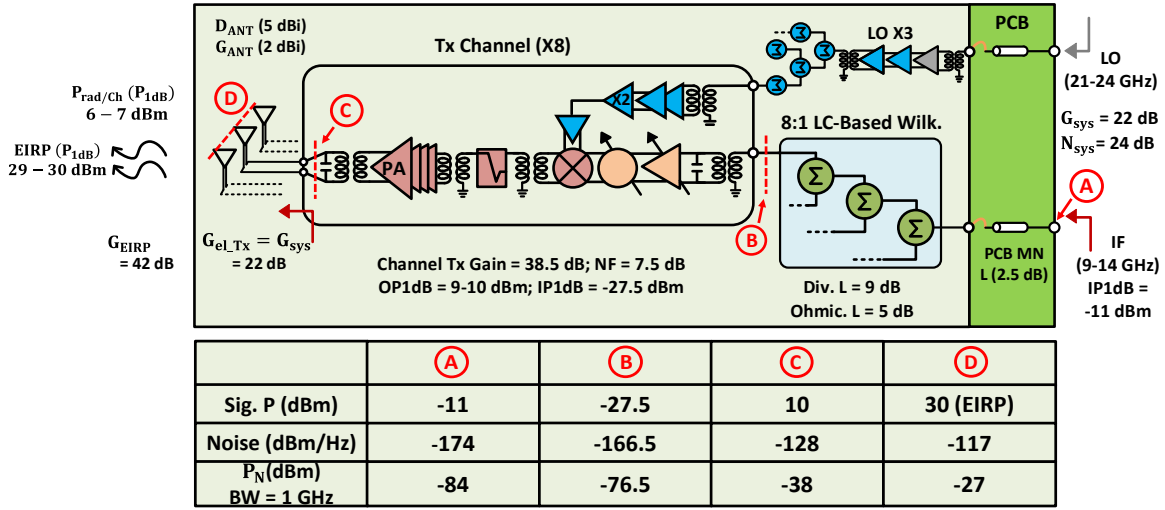 D_ANT (5 dBi)
G_ANT (2 dBi)
Tx Channel (X8)
LO X3
PCB
LO
(21-24 GHz)
P_rad/Ch (P_1dB)
6 – 7 dBm
D
C
X2
8:1 LC-Based Wilk.
G_sys = 22 dB
N_sys = 24 dB
EIRP (P_1dB)
29 – 30 dBm
PA
Σ
Σ
Σ
Σ
Σ
Σ
Σ
A
B
G_EIRP
= 42 dB
G_el_Tx = G_sys
= 22 dB
Channel Tx Gain = 38.5 dB; NF = 7.5 dB
OP1dB = 9-10 dBm; IP1dB = -27.5 dBm
Div. L = 9 dB
Ohmic. L = 5 dB
PCB MN
L (2.5 dB)
IF
(9-14 GHz)
IP1dB =
-11 dBm
A B C D
Sig. P (dBm) -11 -27.5 10 30 (EIRP)
Noise (dBm/Hz) -174 -166.5 -128 -117
P_N(dBm)
BW = 1 GHz -84 -76.5 -38 -27